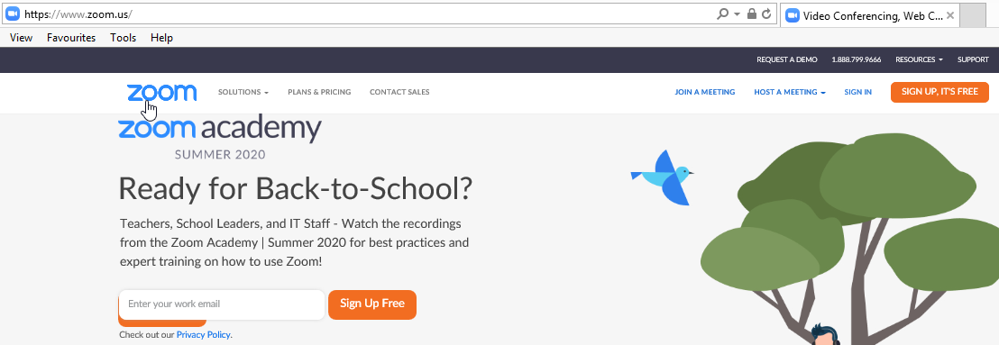 https://www.zoom.us/
Video Conferencing, Web C...
View Favourites Tools Help
REQUEST A DEMO 1.888.799.9666 RESOURCES SUPPORT
zoom SOLUTIONS PLANS & PRICING CONTACT SALES JOIN A MEETING HOST A MEETING SIGN IN SIGN UP, IT'S FREE
zoom academy
SUMMER 2020
Ready for Back-to-School?
Teachers, School Leaders, and IT Staff - Watch the recordings
from the Zoom Academy | Summer 2020 for best practices and
expert training on how to use Zoom!
Enter your work email Sign Up Free
Check out our Privacy Policy.